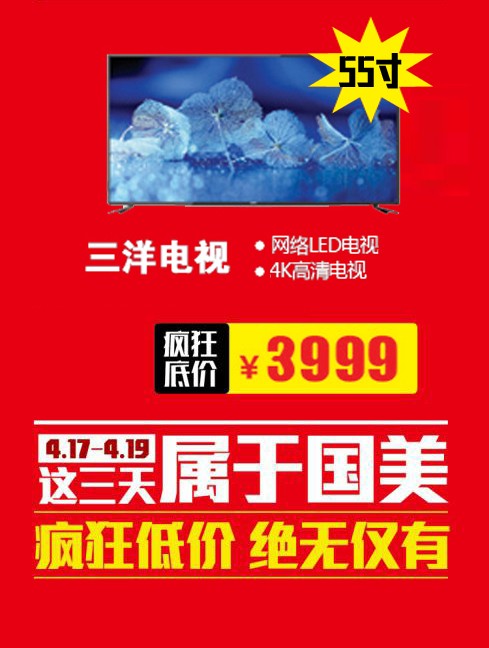 55寸
三洋电视
• 网络LED电视
• 4K高清电视
疯狂
底价
¥3999
4.17-4.19
这三天
属于国美
疯狂低价 绝无仅有